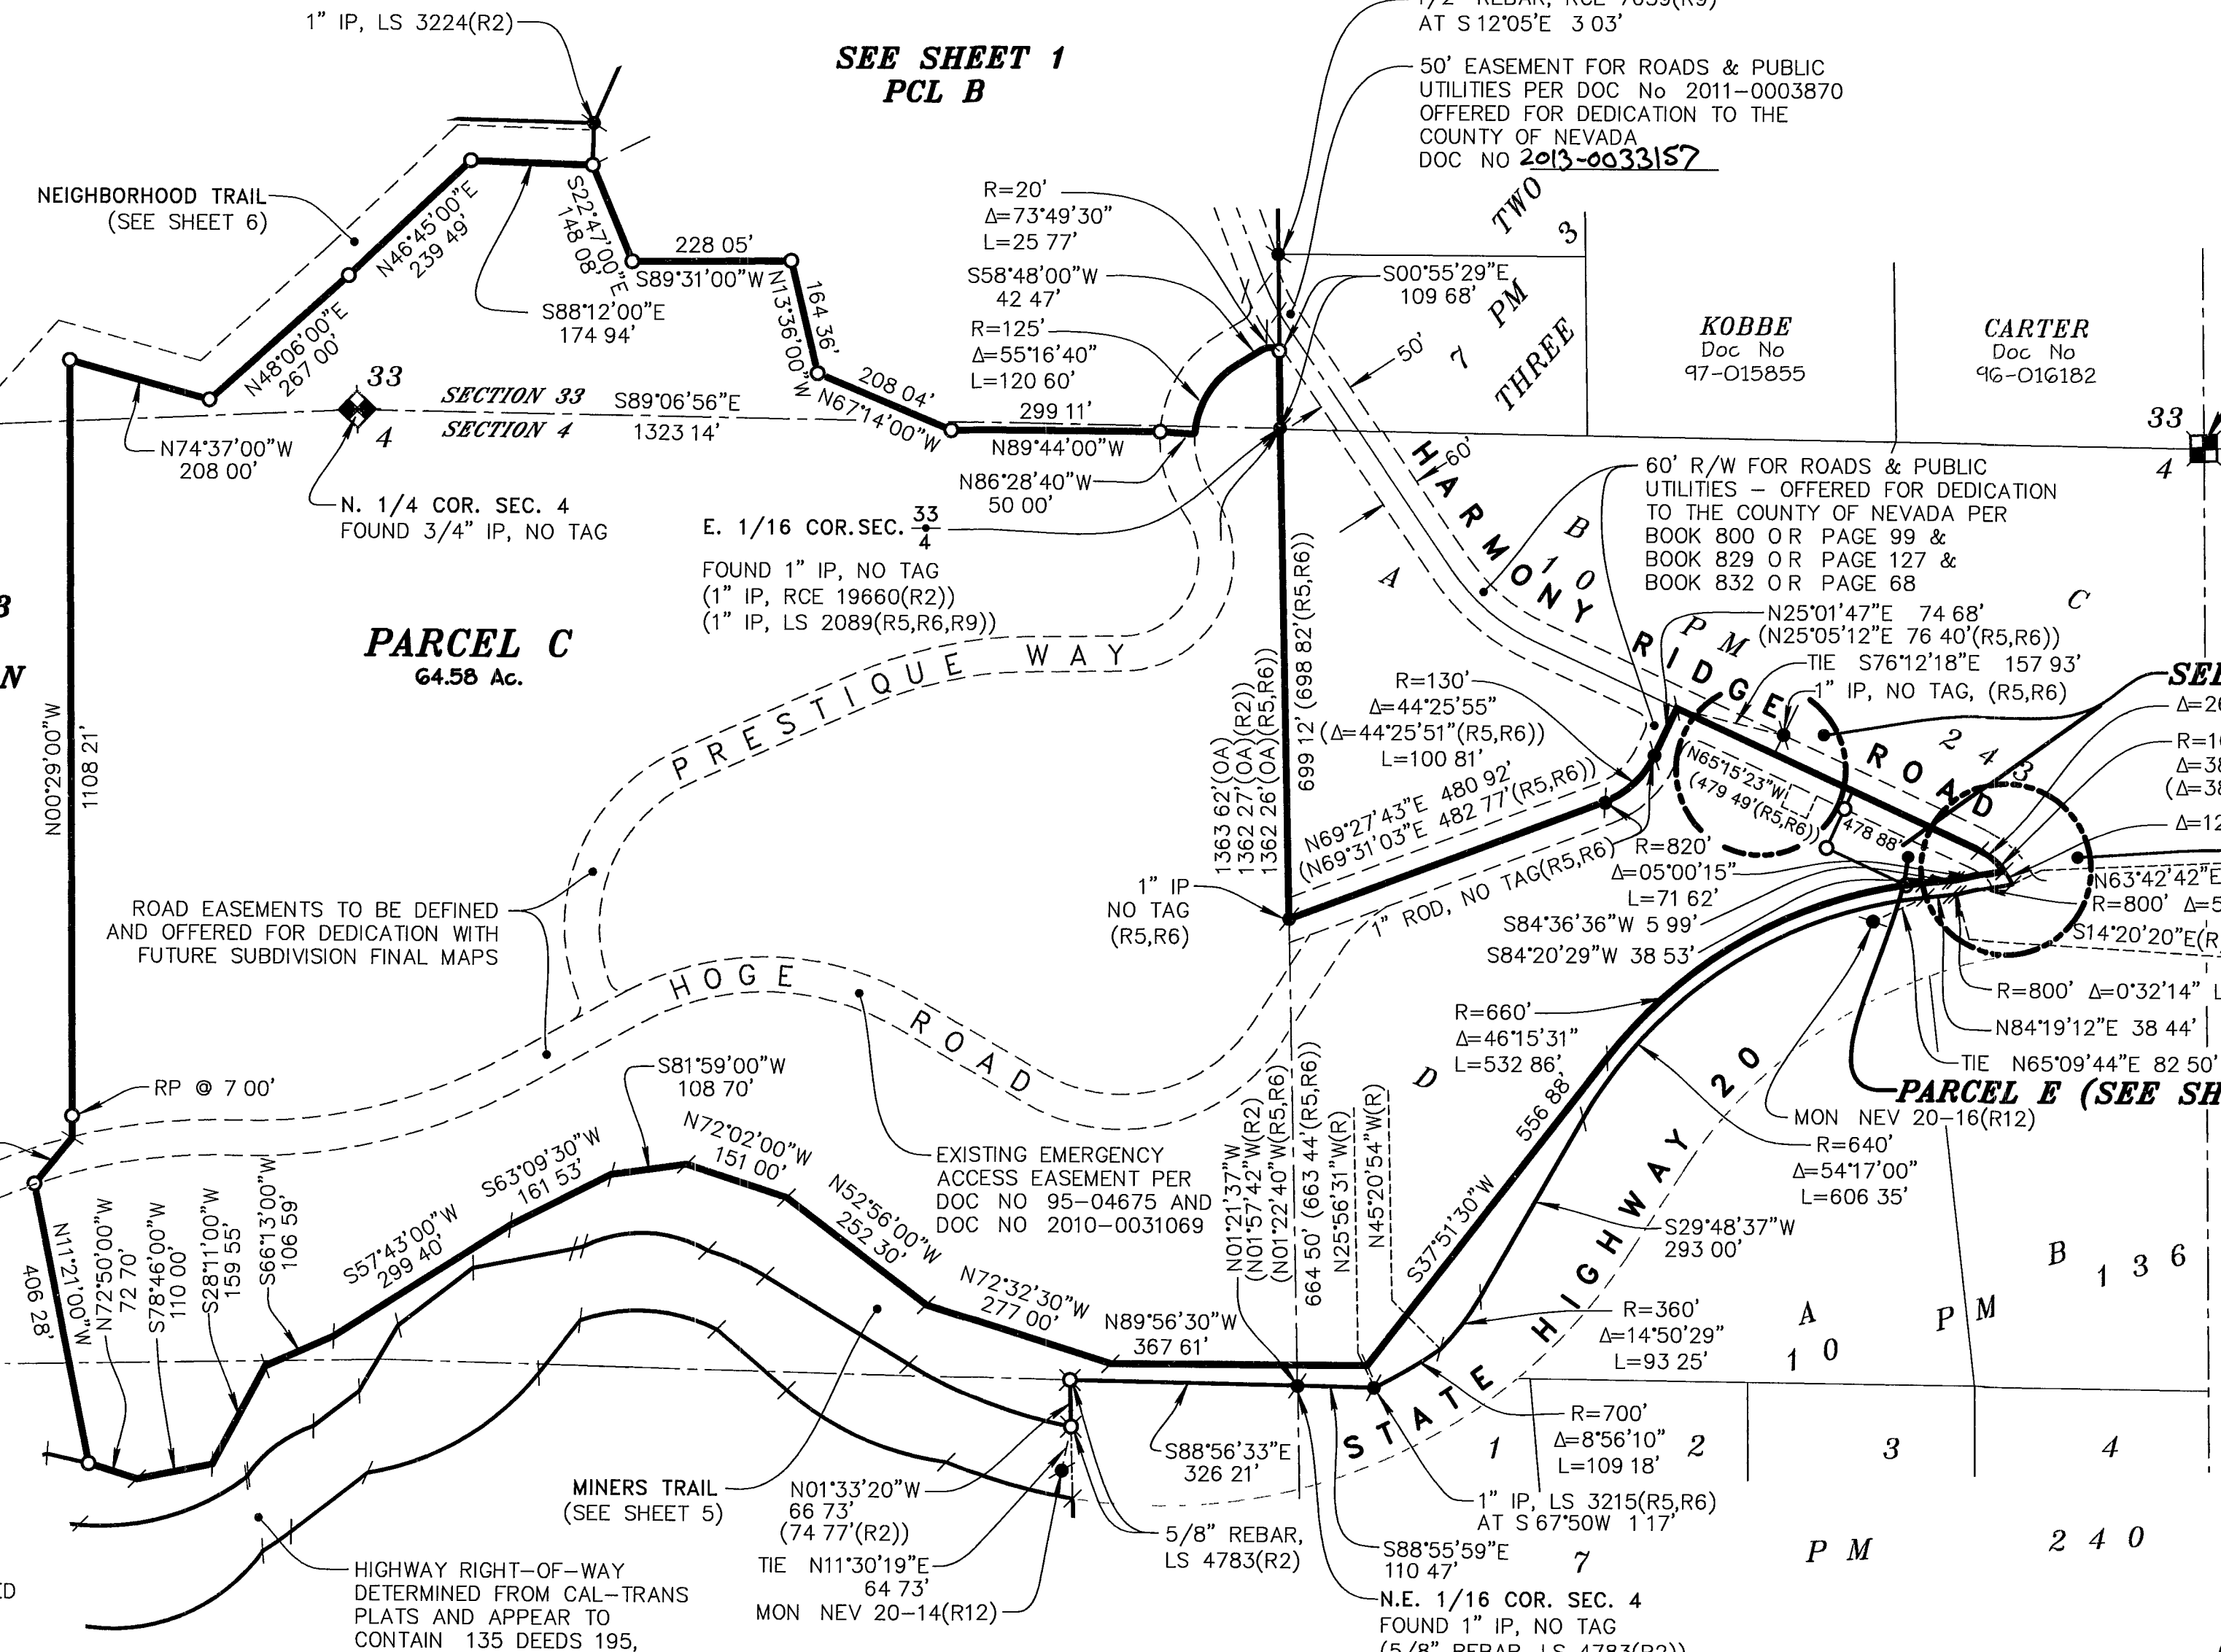 1" IP, LS 3224(R2)
SEE SHEET 1
PCL B
1/2" REBAR, RCE 7639(R9)
AT S 12°05'E 3 03'
50' EASEMENT FOR ROADS & PUBLIC
UTILITIES PER DOC No 2011-0003870
OFFERED FOR DEDICATION TO THE
COUNTY OF NEVADA
DOC NO 2013-0033157
NEIGHBORHOOD TRAIL
(SEE SHEET 6)
N46°45'00"E
239 49'
S22°47'00"E
148 08'
228 05'
S89°31'00"W
N48°06'00"E
267 00'
S88°12'00"E
174 94'
164 36'
N13°36'00"W
R=20'
Δ=73°49'30"
L=25 77'
S58°48'00"W
42 47'
R=125'
Δ=55°16'40"
L=120 60'
S00°55'29"E
109 68'
TWO
3
7
PM
THREE
50'
KOBBE
Doc No
97-015855
CARTER
Doc No
96-016182
33
4
SECTION 33
SECTION 4
S89°06'56"E
1323 14'
208 04'
N67°14'00"W
299 11'
N89°44'00"W
N86°28'40"W
50 00'
N74°37'00"W
208 00'
N. 1/4 COR. SEC. 4
FOUND 3/4" IP, NO TAG
E. 1/16 COR.SEC. 33
4
FOUND 1" IP, NO TAG
(1" IP, RCE 19660(R2))
(1" IP, LS 2089(R5,R6,R9))
33
4
60'
HARMONY RIDGE ROAD
60' R/W FOR ROADS & PUBLIC
UTILITIES – OFFERED FOR DEDICATION
TO THE COUNTY OF NEVADA PER
BOOK 800 O R PAGE 99 &
BOOK 829 O R PAGE 127 &
BOOK 832 O R PAGE 68
A
B
10
PM
C
243
3
N
PARCEL C
64.58 Ac.
PRESTIQUE WAY
N00°29'00"W
1108 21'
1363 62'(OA)
1362 27'(OA)(R2))
1362 26'(OA)(R5,R6))
699 12' (698 82'(R5,R6))
N25°01'47"E 74 68'
(N25°05'12"E 76 40'(R5,R6))
TIE S76°12'18"E 157 93'
1" IP, NO TAG, (R5,R6)
R=130'
Δ=44°25'55"
(Δ=44°25'51"(R5,R6))
L=100 81'
N69°27'43"E 480 92'
(N69°31'03"E 482 77'(R5,R6))
1" ROD, NO TAG(R5,R6)
(N65°15'23"W
(479 49'(R5,R6))
478 88'
R=820'
Δ=05°00'15"
L=71 62'
S84°36'36"W 5 99'
S84°20'29"W 38 53'
N63°42'42"E
R=800' Δ=5
S14°20'20"E(R
R=800' Δ=0°32'14" L
N84°19'12"E 38 44'
TIE N65°09'44"E 82 50'
PARCEL E (SEE SH
MON NEV 20-16(R12)
1" IP
NO TAG
(R5,R6)
ROAD EASEMENTS TO BE DEFINED
AND OFFERED FOR DEDICATION WITH
FUTURE SUBDIVISION FINAL MAPS
HOGE ROAD
RP @ 7 00'
R=660'
Δ=46°15'31"
L=532 86'
D
556 88'
S37°51'30"W
STATE HIGHWAY 20
R=640'
Δ=54°17'00"
L=606 35'
S29°48'37"W
293 00'
S81°59'00"W
108 70'
N72°02'00"W
151 00'
EXISTING EMERGENCY
ACCESS EASEMENT PER
DOC NO 95-04675 AND
DOC NO 2010-0031069
N01°21'37"W
(N01°57'42"W(R2)
(N01°22'40"W(R5,R6)
664 50' (663 44'(R5,R6))
N25°56'31"W(R)
N45°20'54"W(R)
N11°21'00"W
406 28'
N72°50'00"W
72 70'
S78°46'00"W
110 00'
S28°11'00"W
159 55'
S66°13'00"W
106 59'
S57°43'00"W
299 40'
S63°09'30"W
161 53'
N52°56'00"W
252 30'
N72°32'30"W
277 00'
N89°56'30"W
367 61'
R=360'
Δ=14°50'29"
L=93 25'
B
136
A
10
PM
R=700'
Δ=8°56'10"
L=109 18'
1
2
3
4
S88°56'33"E
326 21'
MINERS TRAIL
(SEE SHEET 5)
N01°33'20"W
66 73'
(74 77'(R2))
TIE N11°30'19"E
64 73'
MON NEV 20-14(R12)
5/8" REBAR,
LS 4783(R2)
1" IP, LS 3215(R5,R6)
AT S 67°50W 1 17'
S88°55'59"E
110 47'
7
PM
240
N.E. 1/16 COR. SEC. 4
FOUND 1" IP, NO TAG
(5/8" REBAR, LS 4783(R2))
HIGHWAY RIGHT-OF-WAY
DETERMINED FROM CAL-TRANS
PLATS AND APPEAR TO
CONTAIN 135 DEEDS 195,
ED